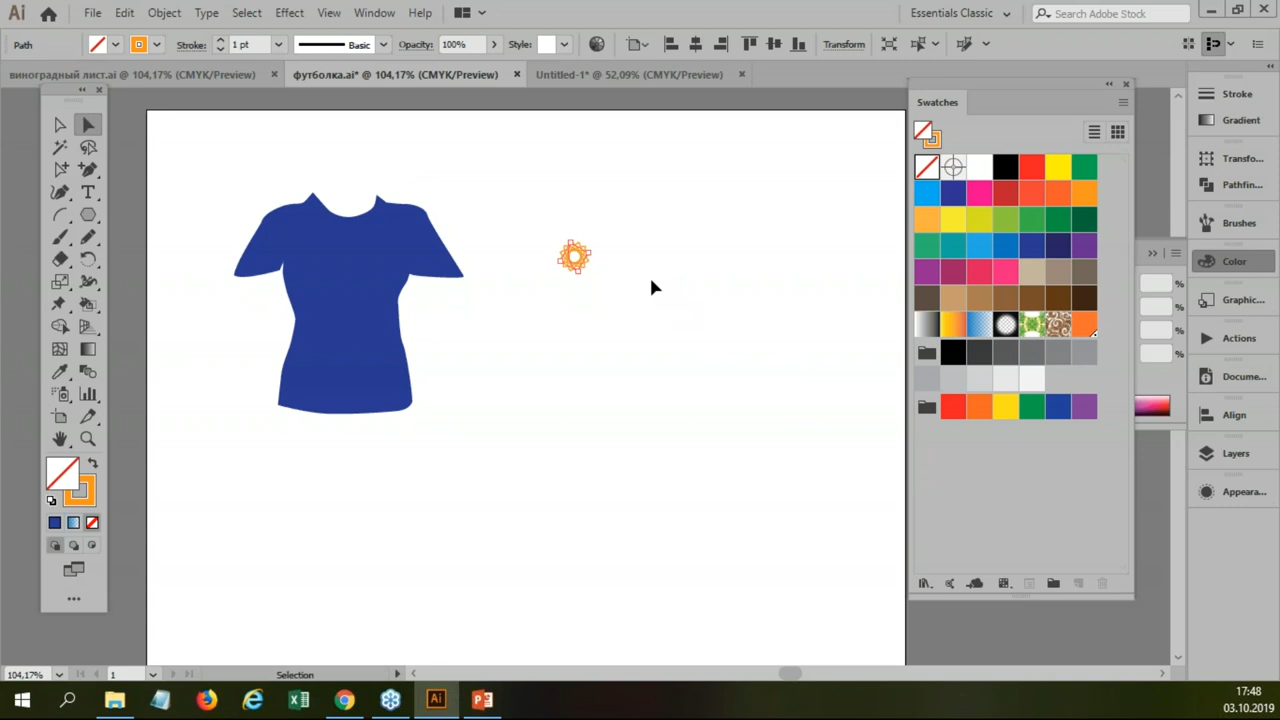 Ai File Edit Object Type Select Effect View Window Help Essentials Classic Search Adobe Stock
Path Stroke: 1 pt Basic Opacity: 100% Style: Transform
виноградный лист.ai @ 104,17% (CMYK/Preview) × футболка.ai* @ 104,17% (CMYK/Preview) × Untitled-1* @ 52,09% (CMYK/Preview) ×
Swatches
Stroke
Gradient
Transfo...
Pathfin...
Brushes
Color
Graphic...
Actions
Docume...
Align
Layers
Appeara...
%
%
%
%
T
104,17% 1 Selection
Ai
17:48
03.10.2019